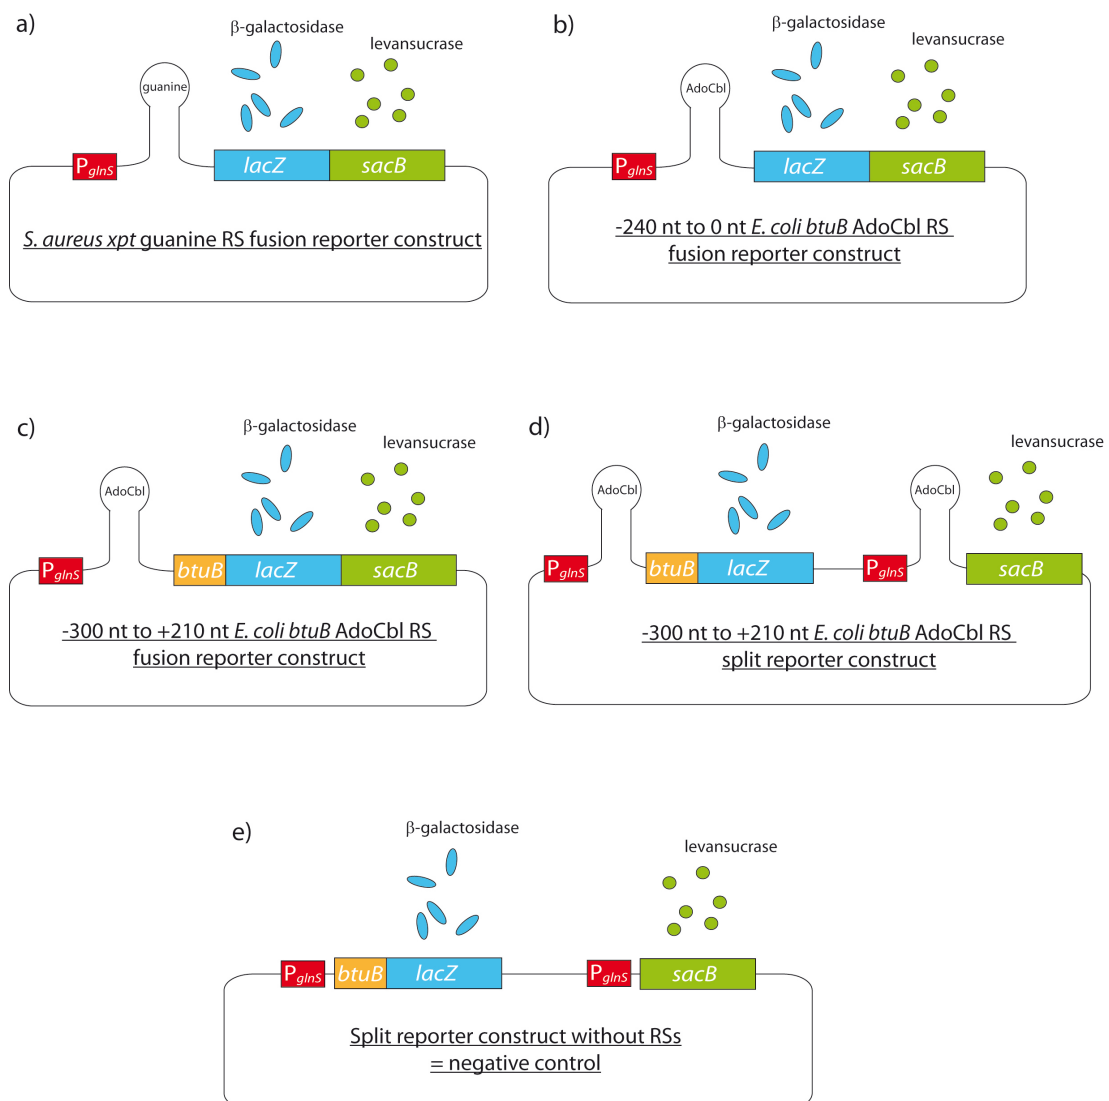 a)
β-galactosidase
levansucrase
guanine
PglnS
lacZ
sacB
S. aureus xpt guanine RS fusion reporter construct
b)
β-galactosidase
levansucrase
AdoCbl
PglnS
lacZ
sacB
-240 nt to 0 nt E. coli btuB AdoCbl RS
fusion reporter construct
c)
β-galactosidase
levansucrase
AdoCbl
PglnS
btuB
lacZ
sacB
-300 nt to +210 nt E. coli btuB AdoCbl RS
fusion reporter construct
d)
β-galactosidase
levansucrase
AdoCbl
AdoCbl
PglnS
btuB
lacZ
PglnS
sacB
-300 nt to +210 nt E. coli btuB AdoCbl RS
split reporter construct
e)
β-galactosidase
levansucrase
PglnS
btuB
lacZ
PglnS
sacB
Split reporter construct without RSs
= negative control